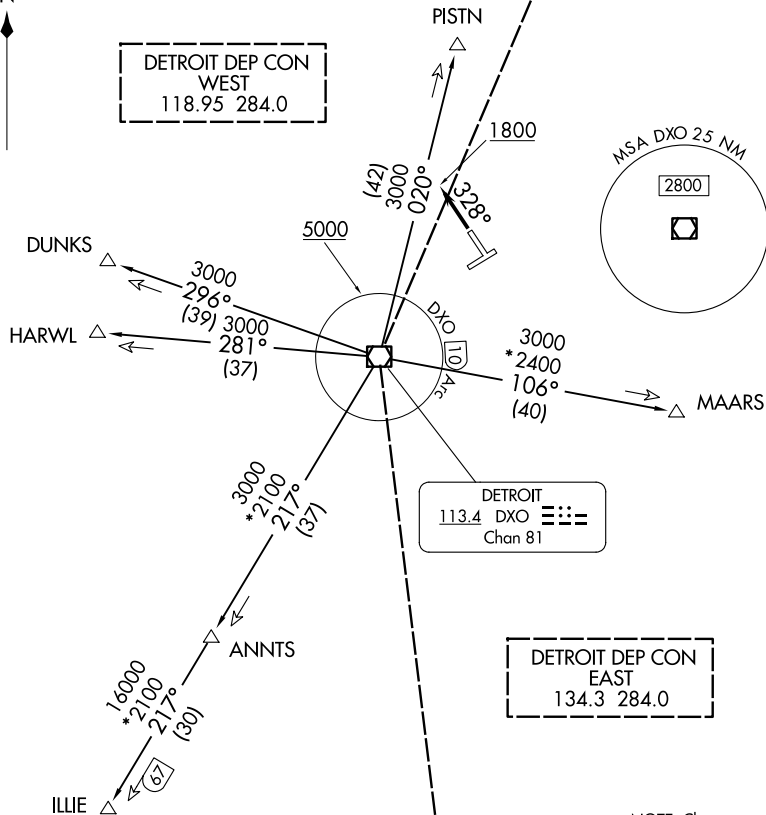 N
PISTN
DETROIT DEP CON
WEST
118.95 284.0
1800
MSA DXO 25 NM
2800
(42)
3000
020°
328°
5000
DUNKS
3000
296°
(39)
HARWL
3000
281°
(37)
DXO 10 Arc
3000
*2400
106°
(40)
MAARS
3000
*2100
217°
(37)
DETROIT
113.4 DXO
Chan 81
ANNTS
DETROIT DEP CON
EAST
134.3 284.0
16000
*2100
217°
(30)
67
ILLIE